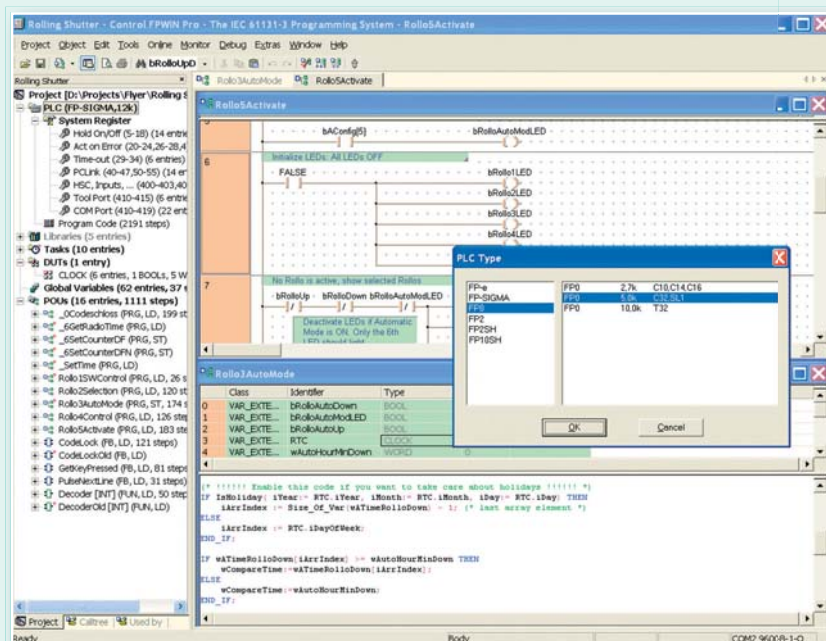 Rolling Shutter - Control FPWIN Pro - The IEC 61131-3 Programming System - Rollo5Activate
Project Object Edit Tools Online Monitor Debug Extras Window Help
bRolloUpD
Rolling Shutter
Rollo3AutoMode Rollo5Activate
Project [D:\Projects\Flyer\Rolling S
PLC (FP-SIGMA,12k)
System Register
Hold On/Off (5-18) (14 entrie
Act on Error (20-24,26-28,4
Time-out (29-34) (6 entries)
PCLink (40-47,50-55) (14 en
HSC, Inputs, ... (400-403,40
Tool Port (410-415) (6 entrie
COM Port (410-419) (22 ent
Program Code (2191 steps)
Libraries (5 entries)
Tasks (10 entries)
DUTs (1 entry)
CLOCK (6 entries, 1 BOOLs, 5 W
Global Variables (62 entries, 37
POUs (16 entries, 1111 steps)
_0Codeschloss (PRG, LD, 199 st
_6GetRadioTime (PRG, LD)
_6SetCounterDF (PRG, ST)
_6SetCounterDFN (PRG, ST)
_SetTime (PRG, LD)
Rollo1SWControl (PRG, LD, 26 s
Rollo2Selection (PRG, LD, 120 st
Rollo3AutoMode (PRG, ST, 174 s
Rollo4Control (PRG, LD, 126 step
Rollo5Activate (PRG, LD, 183 ste
CodeLock (FB, LD, 121 steps)
CodeLockOld (FB, LD)
GetKeyPressed (FB, LD, 81 steps
PulseNextLine (FB, LD, 31 steps)
Decoder [INT] (FUN, LD, 50 step
DecoderOld [INT] (FUN, LD)
Project Calltree Used by
Rollo5Activate
bAConfig[5] bRolloAutoModLED
6
Initialize LEDs: All LEDS OFF
FALSE
bRollo1LED
bRollo2LED
bRollo3LED
bRollo4LED
7
No Rollo is active, show selected Rollos
bRolloUp bRolloDown bRolloAutoModLED
Deactivate LEDs if Automatic
Mode is ON. Only the 6th
LED should light
PLC Type
FP-e
FP-SIGMA
FP0
FP2
FP2SH
FP10SH
FP0 2,7k C10,C14,C16
FP0 5,0k C32,SL1
FP0 10,0k T32
OK Cancel
Rollo3AutoMode
Class Identifier Type
0 VAR_EXTE... bRolloAutoDown BOOL
1 VAR_EXTE... bRolloAutoModLED BOOL
2 VAR_EXTE... bRolloAutoUp BOOL
3 VAR_EXTE... RTC CLOCK
4 VAR_EXTE... wAutoHourMinDown WORD 0
(* !!!!!! Enable this code if you want to take care about holidays !!!!!! *)
IF IsHoliday( iYear:= RTC.iYear, iMonth:= RTC.iMonth, iDay:= RTC.iDay) THEN
iArrIndex := Size_Of_Var(wATimeRolloDown) - 1; (* last array element *)
ELSE
iArrIndex := RTC.iDayOfWeek;
END_IF;
IF wATimeRolloDown[iArrIndex] >= wAutoHourMinDown THEN
wCompareTime:=wATimeRolloDown[iArrIndex];
ELSE
wCompareTime:=wAutoHourMinDown;
END_IF;
Ready Body COM2 9600 8-1-O